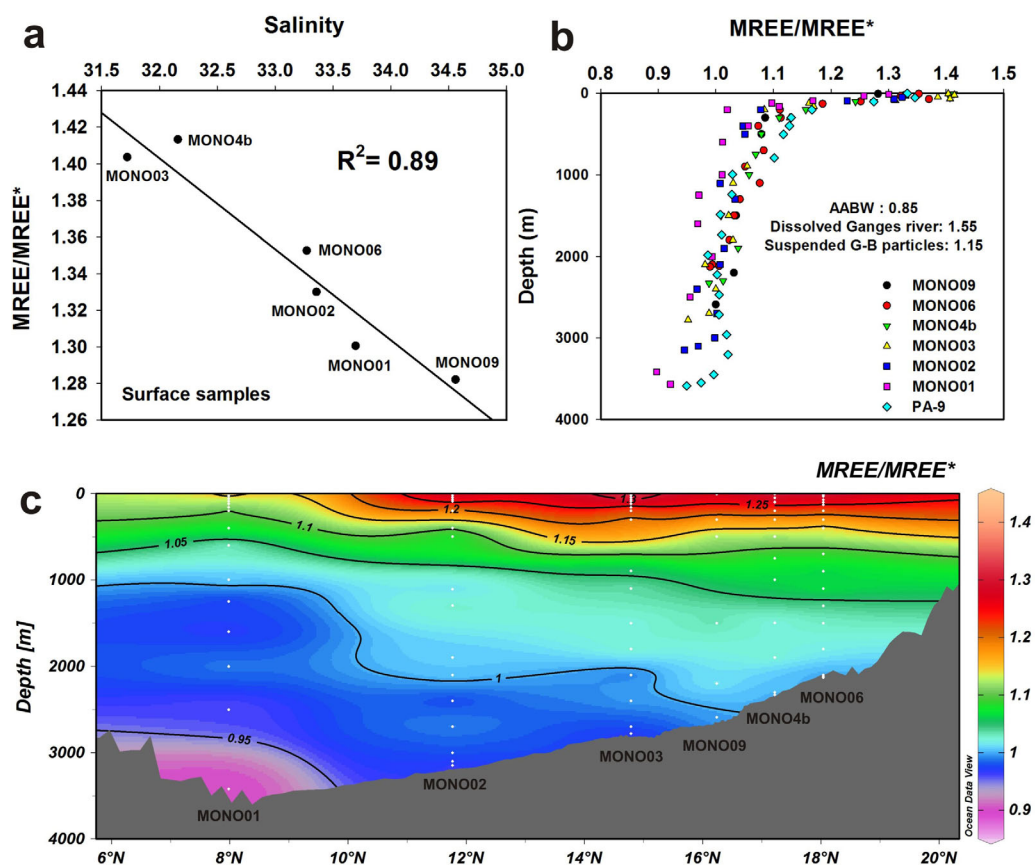 a
Salinity
31.5 32.0 32.5 33.0 33.5 34.0 34.5 35.0
MREE/MREE*
1.44
1.42
1.40
1.38
1.36
1.34
1.32
1.30
1.28
1.26
MONO4b
MONO03
R²= 0.89
MONO06
MONO02
MONO01
MONO09
Surface samples
b
MREE/MREE*
0.8 0.9 1.0 1.1 1.2 1.3 1.4 1.5
Depth (m)
0
1000
2000
3000
4000
AABW : 0.85
Dissolved Ganges river: 1.55
Suspended G-B particles: 1.15
MONO09
MONO06
MONO4b
MONO03
MONO02
MONO01
PA-9
c
MREE/MREE*
Depth [m]
0
1000
2000
3000
4000
1.3
1.25
1.2
1.15
1.1
1.05
1
0.95
MONO01
MONO02
MONO03
MONO09
MONO4b
MONO06
6°N 8°N 10°N 12°N 14°N 16°N 18°N 20°N
Ocean Data View
1.4
1.3
1.2
1.1
1
0.9